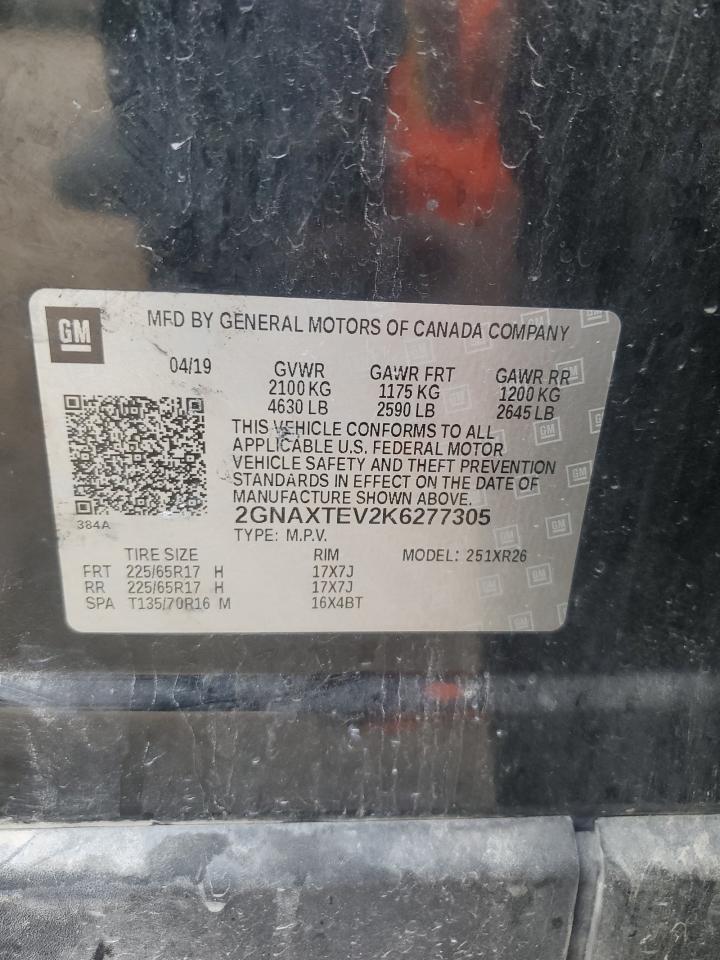 GM
MFD BY GENERAL MOTORS OF CANADA COMPANY
04/19 GVWR GAWR FRT GAWR RR
2100 KG 1175 KG 1200 KG
4630 LB 2590 LB 2645 LB
THIS VEHICLE CONFORMS TO ALL
APPLICABLE U.S. FEDERAL MOTOR
VEHICLE SAFETY AND THEFT PREVENTION
STANDARDS IN EFFECT ON THE DATE OF
MANUFACTURE SHOWN ABOVE.
384A
2GNAXTEV2K6277305
TYPE: M.P.V.
TIRE SIZE RIM MODEL: 251XR26
FRT 225/65R17 H 17X7J
RR 225/65R17 H 17X7J
SPA T135/70R16 M 16X4BT